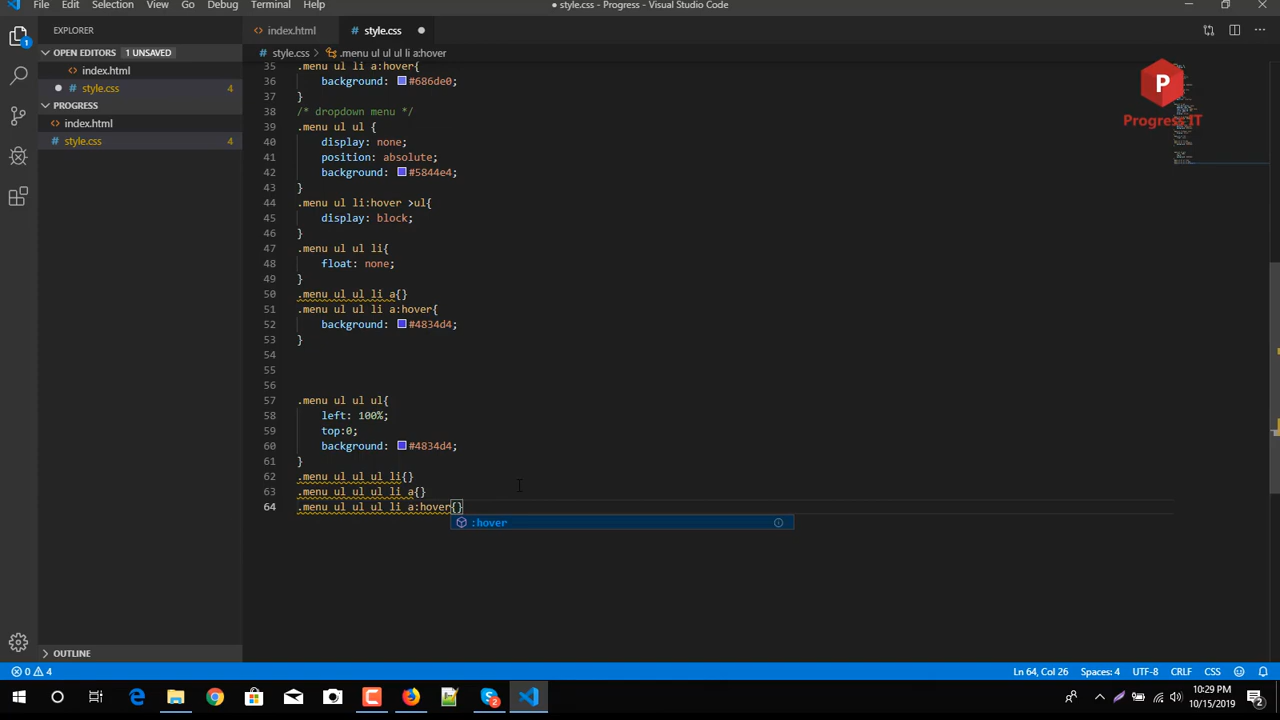 File Edit Selection View Go Debug Terminal Help
● style.css - Progress - Visual Studio Code
EXPLORER
index.html
style.css
OPEN EDITORS 1 UNSAVED
style.css > .menu ul ul ul li a:hover
index.html
style.css 4
PROGRESS
index.html
style.css 4
35 .menu ul li a:hover{
36 background: #686de0;
37 }
38 /* dropdown menu */
39 .menu ul ul {
40 display: none;
41 position: absolute;
42 background: #5844e4;
43 }
44 .menu ul li:hover >ul{
45 display: block;
46 }
47 .menu ul ul li{
48 float: none;
49 }
50 .menu ul ul li a{}
51 .menu ul ul li a:hover{
52 background: #4834d4;
53 }
54
55
56
57 .menu ul ul ul{
58 left: 100%;
59 top:0;
60 background: #4834d4;
61 }
62 .menu ul ul ul li{}
63 .menu ul ul ul li a{}
64 .menu ul ul ul li a:hover{}
:hover
P
Progress IT
1
OUTLINE
0 4
Ln 64, Col 26 Spaces: 4 UTF-8 CRLF CSS
2
10:29 PM
10/15/2019
2